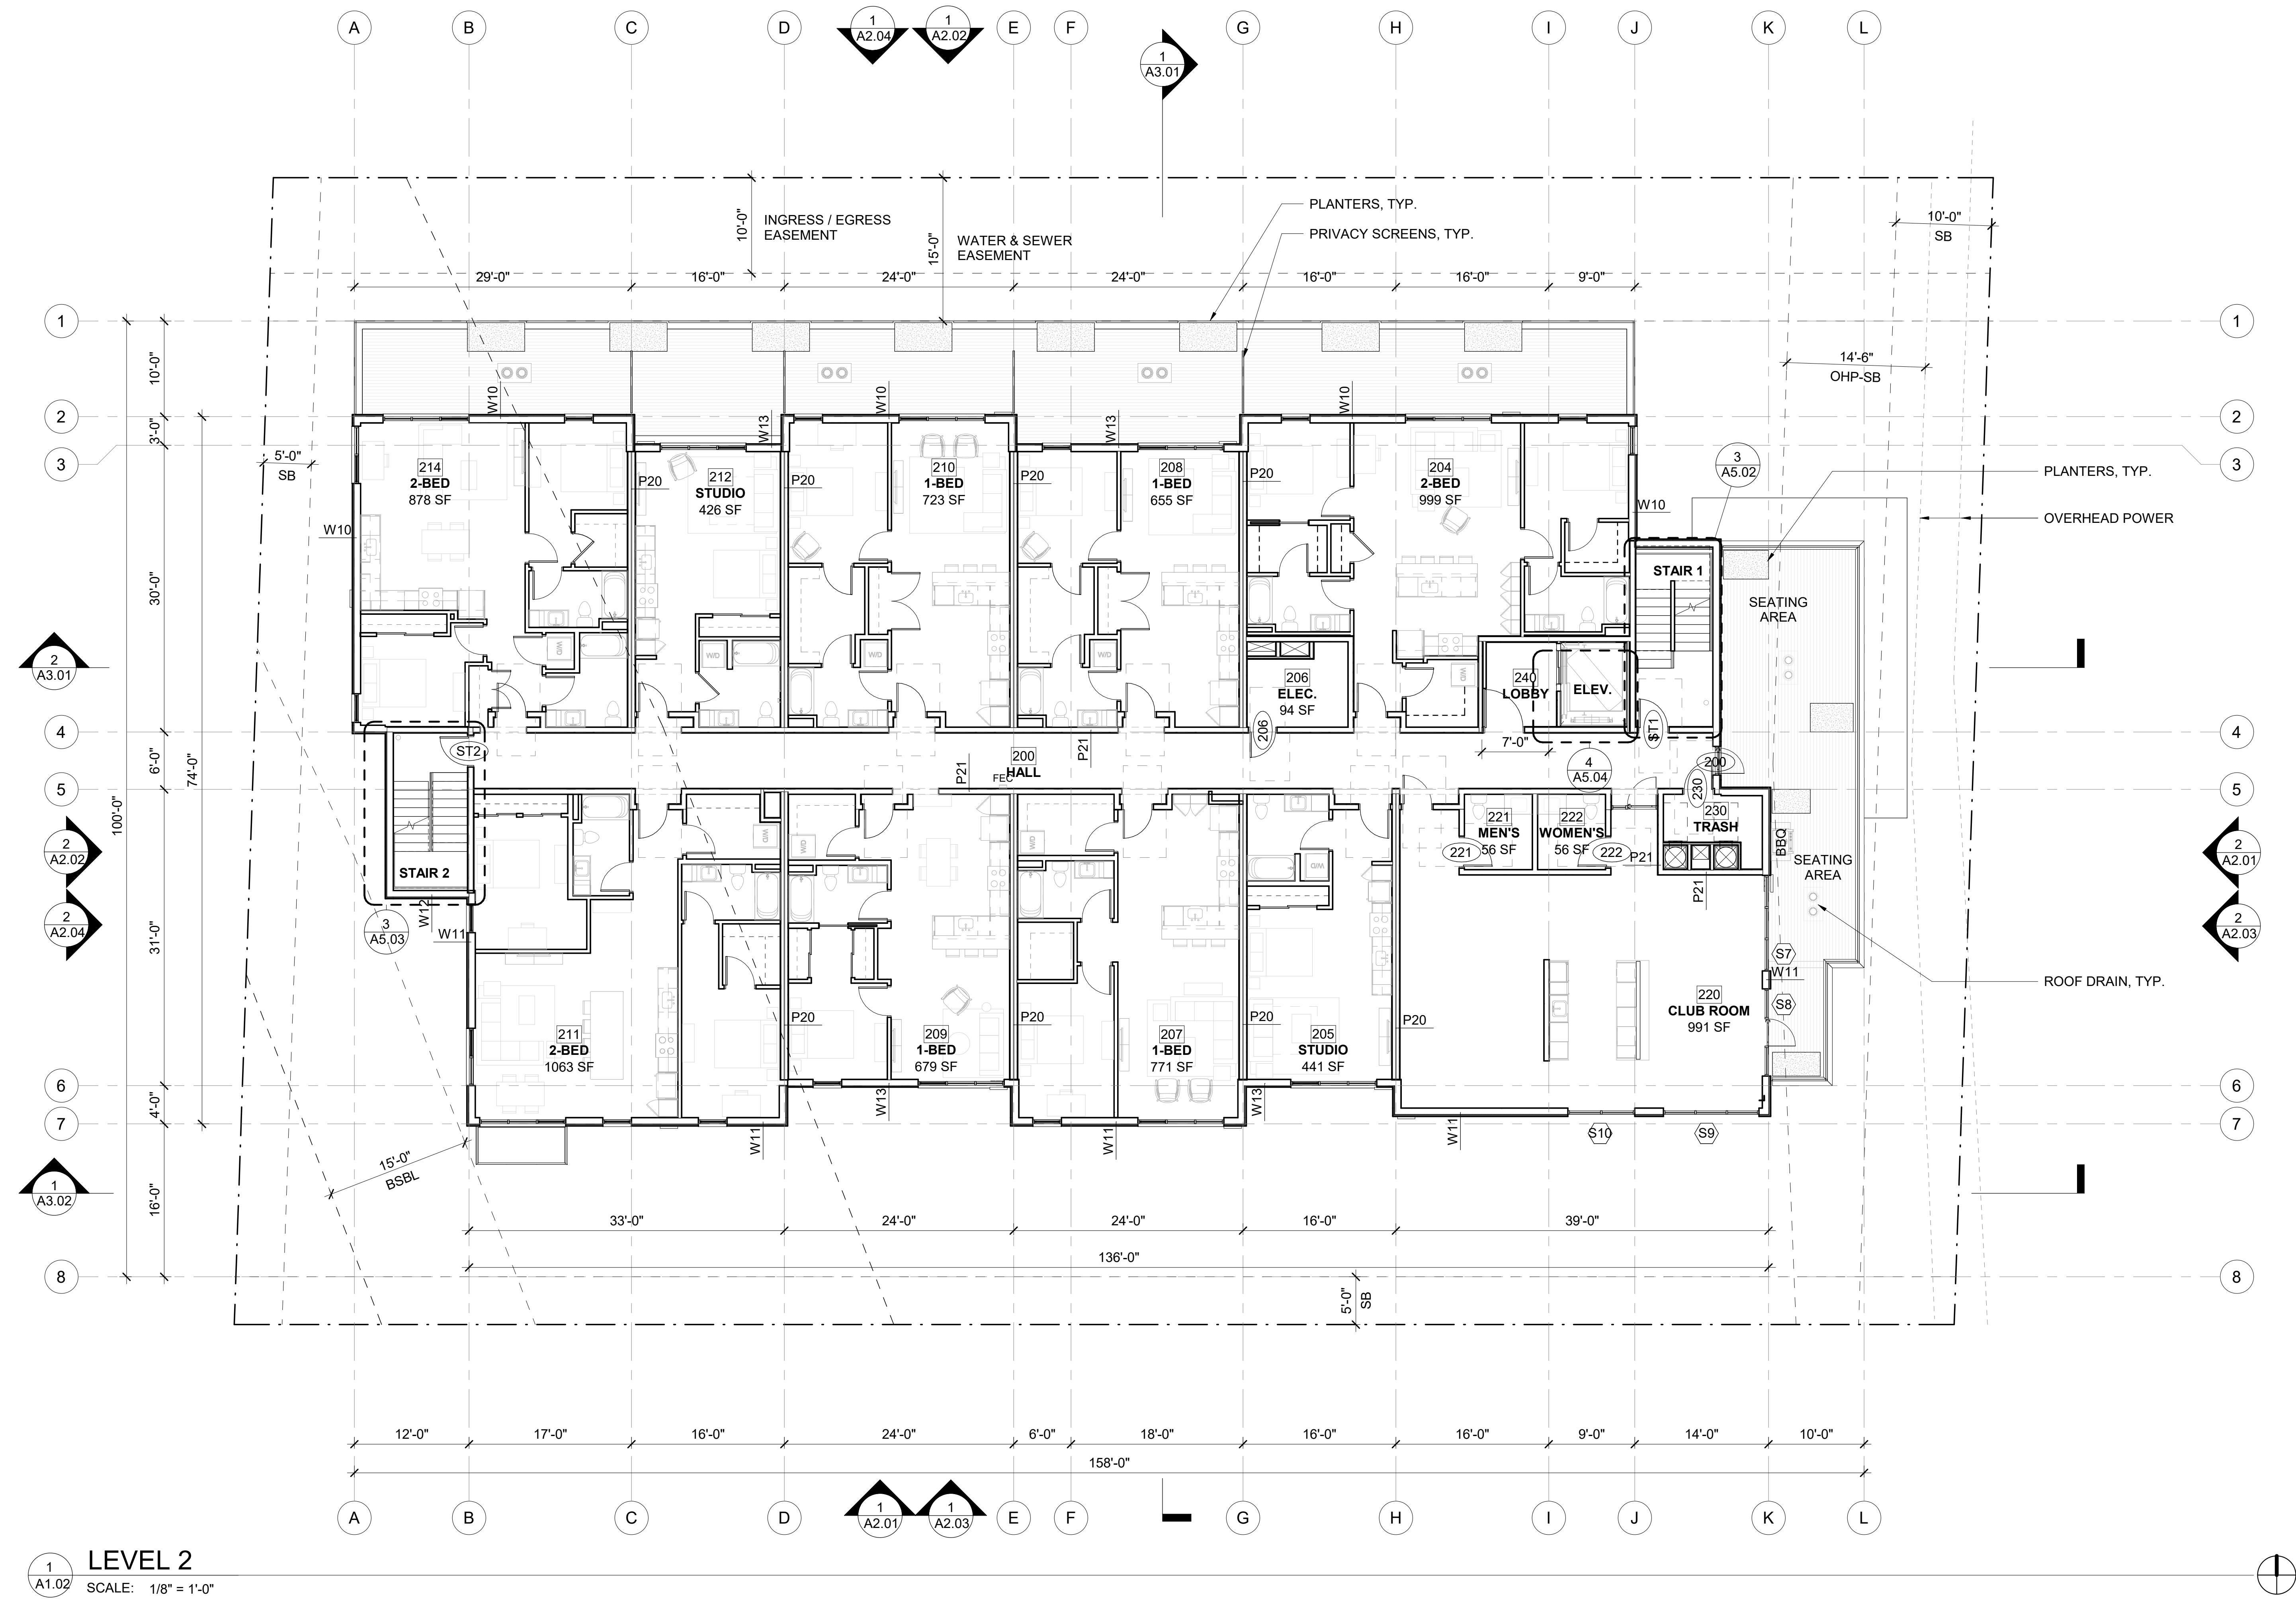 A B C D E F G H I J K L
1
A2.04
1
A2.02
1
A3.01
10'-0"
INGRESS / EGRESS
EASEMENT
15'-0"
WATER & SEWER
EASEMENT
PLANTERS, TYP.
PRIVACY SCREENS, TYP.
10'-0"
SB
29'-0" 16'-0" 24'-0" 24'-0" 16'-0" 16'-0" 9'-0"
1 1
10'-0"
14'-6"
OHP-SB
W10 W10 W10
2 2
3'-0"
W13 W13
3 3
5'-0"
SB
3
A5.02
PLANTERS, TYP.
214
2-BED
878 SF
P20
212
STUDIO
426 SF
P20
210
1-BED
723 SF
P20
208
1-BED
655 SF
P20
204
2-BED
999 SF
W10
W10
OVERHEAD POWER
30'-0"
STAIR 1
SEATING
AREA
2
A3.01
W/D W/D W/D W/D W/D
206
ELEC.
94 SF
240
LOBBY
ELEV.
4 4
ST2
206
ST1
7'-0"
6'-0"
74'-0"
100'-0"
P21
FEC
200
HALL
P21
4
A5.04
200
230
5 5
W/D W/D W/D W/D
221
MEN'S
56 SF
222
WOMEN'S
56 SF
230
TRASH
221
222
P21
BBQ
2
A2.02
2
A2.01
STAIR 2
SEATING
AREA
P21
2
A2.04
2
A2.03
3
A5.03
W12
W11
31'-0"
S7
W11
S8
ROOF DRAIN, TYP.
211
2-BED
1063 SF
P20
209
1-BED
679 SF
P20
207
1-BED
771 SF
P20
205
STUDIO
441 SF
P20
220
CLUB ROOM
991 SF
6 6
4'-0"
W13 W13
7 7
W11 W11 W11
S10
S9
15'-0"
BSBL
1
A3.02
16'-0"
33'-0" 24'-0" 24'-0" 16'-0" 39'-0"
136'-0"
8 8
5'-0"
SB
12'-0" 17'-0" 16'-0" 24'-0" 6'-0" 18'-0" 16'-0" 16'-0" 9'-0" 14'-0" 10'-0"
158'-0"
1
A2.01
1
A2.03
A B C D E F G H I J K L
1
A1.02
LEVEL 2
SCALE: 1/8" = 1'-0"